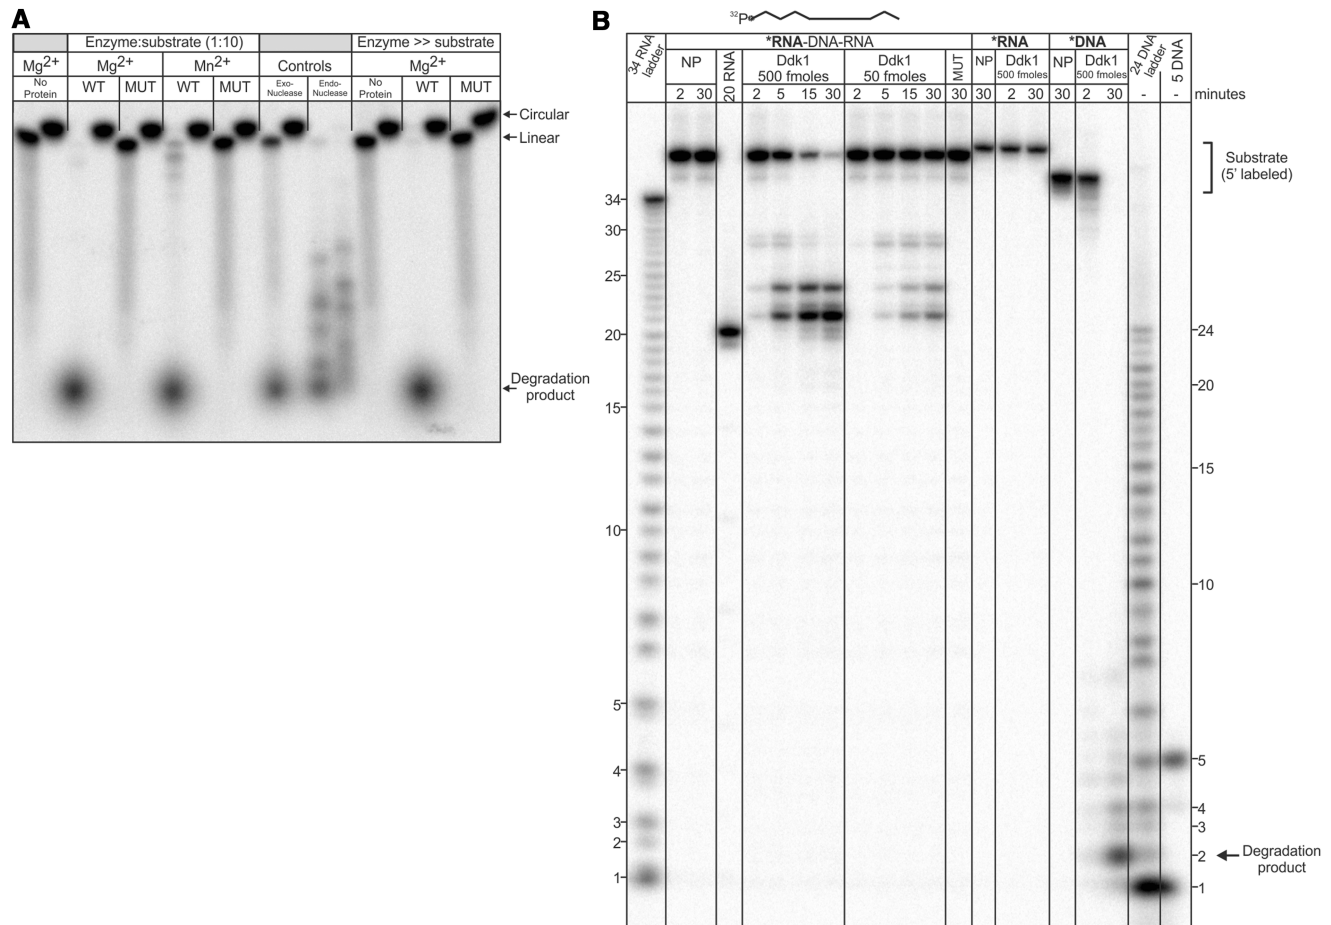 A
Enzyme:substrate (1:10)
Enzyme >> substrate
Mg2+
Mg2+
Mn2+
Controls
Mg2+
No
Protein
WT
MUT
WT
MUT
Exo-
Nuclease
Endo-
Nuclease
No
Protein
WT
MUT
Circular
Linear
Degradation
product
B
32P
34 RNA
ladder
*RNA-DNA-RNA
*RNA
*DNA
24 DNA
ladder
5 DNA
NP
20 RNA
Ddk1
500 fmoles
Ddk1
50 fmoles
MUT
NP
Ddk1
500 fmoles
NP
Ddk1
500 fmoles
2 30 2 5 15 30 2 5 15 30 30 30 2 30 30 2 30 - - minutes
Substrate
(5' labeled)
34
30
25
20
15
10
5
4
3
2
1
24
20
15
10
5
4
3
2
1
Degradation
product